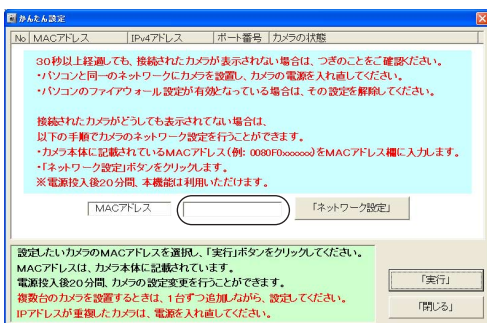 かんたん設定
No MACアドレス IPv4アドレス ポート番号 カメラの状態
30秒以上経過しても、接続されたカメラが表示されない場合は、つぎのことをご確認ください。
・パソコンと同一のネットワークにカメラを設置し、カメラの電源を入れ直してください。
・パソコンのファイアウォール設定が有効となっている場合は、その設定を解除してください。
接続されたカメラがどうしても表示されてない場合は、
以下の手順でカメラのネットワーク設定を行うことができます。
・カメラ本体に記載されているMACアドレス（例: 0080F0xxxxxx）をMACアドレス欄に入力します。
・「ネットワーク設定」ボタンをクリックします。
※電源投入後20分間、本機能は利用いただけます。
MACアドレス 「ネットワーク設定」
設定したいカメラのMACアドレスを選択し、「実行」ボタンをクリックしてください。
MACアドレスは、カメラ本体に記載されています。
電源投入後20分間、カメラの設定変更を行うことができます。
複数台のカメラを設置するときは、1台ずつ追加しながら、設定してください。
IPアドレスが重複したカメラは、電源を入れ直してください。
「実行」
「閉じる」